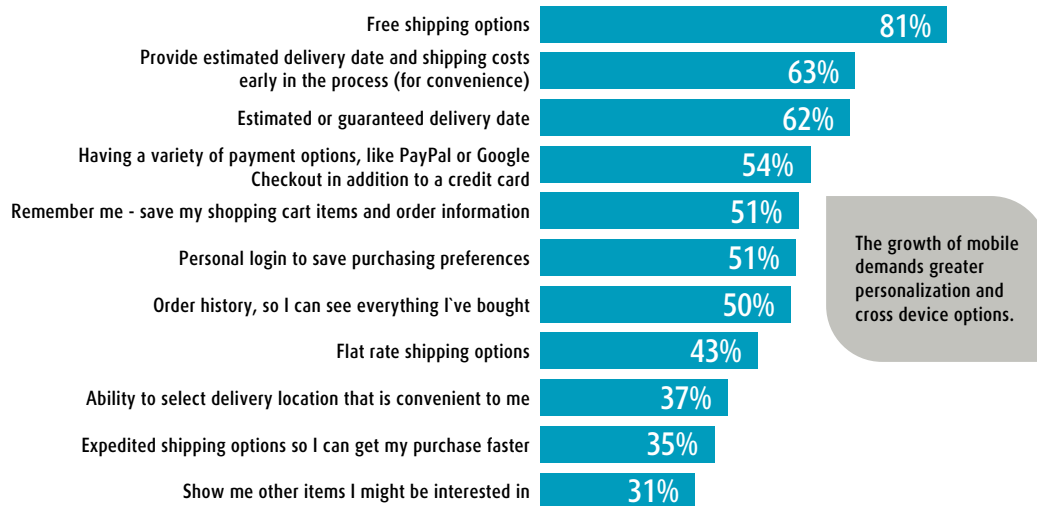 Free shipping options
81%
Provide estimated delivery date and shipping costs
early in the process (for convenience)
63%
Estimated or guaranteed delivery date
62%
Having a variety of payment options, like PayPal or Google
Checkout in addition to a credit card
54%
Remember me - save my shopping cart items and order information
51%
Personal login to save purchasing preferences
51%
Order history, so I can see everything I`ve bought
50%
Flat rate shipping options
43%
Ability to select delivery location that is convenient to me
37%
Expedited shipping options so I can get my purchase faster
35%
Show me other items I might be interested in
31%
The growth of mobile
demands greater
personalization and
cross device options.